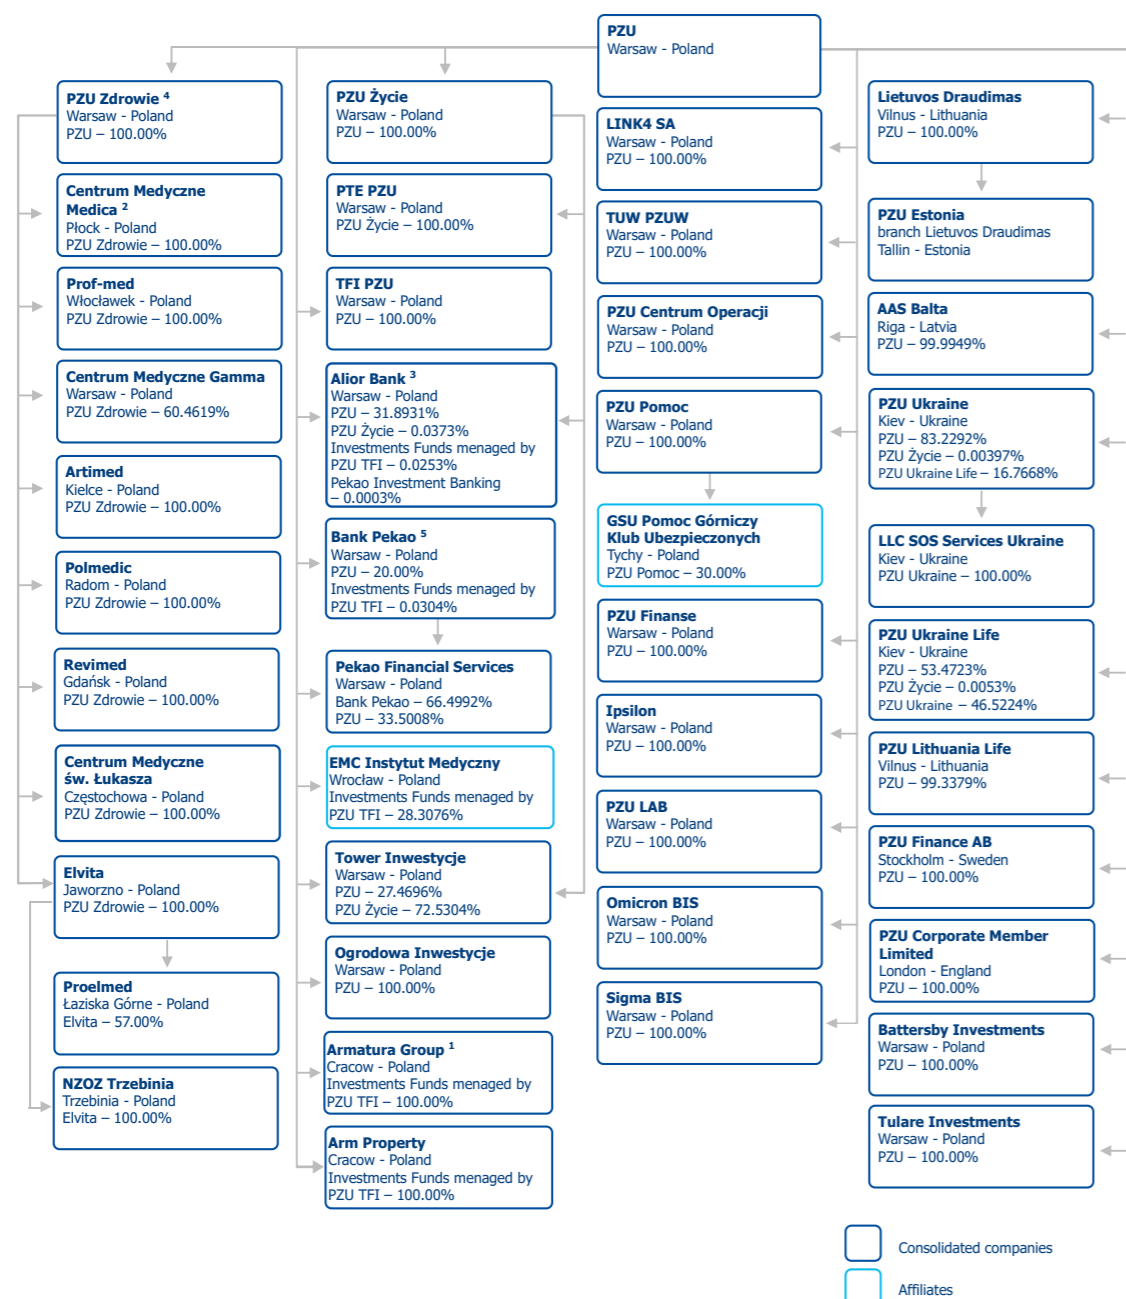 PZU
Warsaw - Poland
PZU Zdrowie 4
Warsaw - Poland
PZU – 100.00%
Centrum Medyczne
Medica 2
Płock - Poland
PZU Zdrowie – 100.00%
Prof-med
Włocławek - Poland
PZU Zdrowie – 100.00%
Centrum Medyczne Gamma
Warsaw - Poland
PZU Zdrowie – 60.4619%
Artimed
Kielce - Poland
PZU Zdrowie – 100.00%
Polmedic
Radom - Poland
PZU Zdrowie – 100.00%
Revimed
Gdańsk - Poland
PZU Zdrowie – 100.00%
Centrum Medyczne
św. Łukasza
Częstochowa - Poland
PZU Zdrowie – 100.00%
Elvita
Jaworzno - Poland
PZU Zdrowie – 100.00%
Proelmed
Łaziska Górne - Poland
Elvita – 57.00%
NZOZ Trzebinia
Trzebinia - Poland
Elvita – 100.00%
PZU Życie
Warsaw - Poland
PZU – 100.00%
PTE PZU
Warsaw - Poland
PZU Życie – 100.00%
TFI PZU
Warsaw - Poland
PZU – 100.00%
Alior Bank 3
Warsaw - Poland
PZU – 31.8931%
PZU Życie – 0.0373%
Investments Funds menaged by
PZU TFI – 0.0253%
Pekao Investment Banking
– 0.0003%
Bank Pekao 5
Warsaw - Poland
PZU – 20.00%
Investments Funds menaged by
PZU TFI – 0.0304%
Pekao Financial Services
Warsaw - Poland
Bank Pekao – 66.4992%
PZU – 33.5008%
EMC Instytut Medyczny
Wrocław - Poland
Investments Funds menaged by
PZU TFI – 28.3076%
Tower Inwestycje
Warsaw - Poland
PZU – 27.4696%
PZU Życie – 72.5304%
Ogrodowa Inwestycje
Warsaw - Poland
PZU – 100.00%
Armatura Group 1
Cracow - Poland
Investments Funds menaged by
PZU TFI – 100.00%
Arm Property
Cracow - Poland
Investments Funds menaged by
PZU TFI – 100.00%
LINK4 SA
Warsaw - Poland
PZU – 100.00%
TUW PZUW
Warsaw - Poland
PZU – 100.00%
PZU Centrum Operacji
Warsaw - Poland
PZU – 100.00%
PZU Pomoc
Warsaw - Poland
PZU – 100.00%
GSU Pomoc Górniczy
Klub Ubezpieczonych
Tychy - Poland
PZU Pomoc – 30.00%
PZU Finanse
Warsaw - Poland
PZU – 100.00%
Ipsilon
Warsaw - Poland
PZU – 100.00%
PZU LAB
Warsaw - Poland
PZU – 100.00%
Omicron BIS
Warsaw - Poland
PZU – 100.00%
Sigma BIS
Warsaw - Poland
PZU – 100.00%
Lietuvos Draudimas
Vilnus - Lithuania
PZU – 100.00%
PZU Estonia
branch Lietuvos Draudimas
Tallin - Estonia
AAS Balta
Riga - Latvia
PZU – 99.9949%
PZU Ukraine
Kiev - Ukraine
PZU – 83.2292%
PZU Życie – 0.00397%
PZU Ukraine Life – 16.7668%
LLC SOS Services Ukraine
Kiev - Ukraine
PZU Ukraine – 100.00%
PZU Ukraine Life
Kiev - Ukraine
PZU – 53.4723%
PZU Życie – 0.0053%
PZU Ukraine – 46.5224%
PZU Lithuania Life
Vilnus - Lithuania
PZU – 99.3379%
PZU Finance AB
Stockholm - Sweden
PZU – 100.00%
PZU Corporate Member
Limited
London - England
PZU – 100.00%
Battersby Investments
Warsaw - Poland
PZU – 100.00%
Tulare Investments
Warsaw - Poland
PZU – 100.00%
Consolidated companies
Affiliates